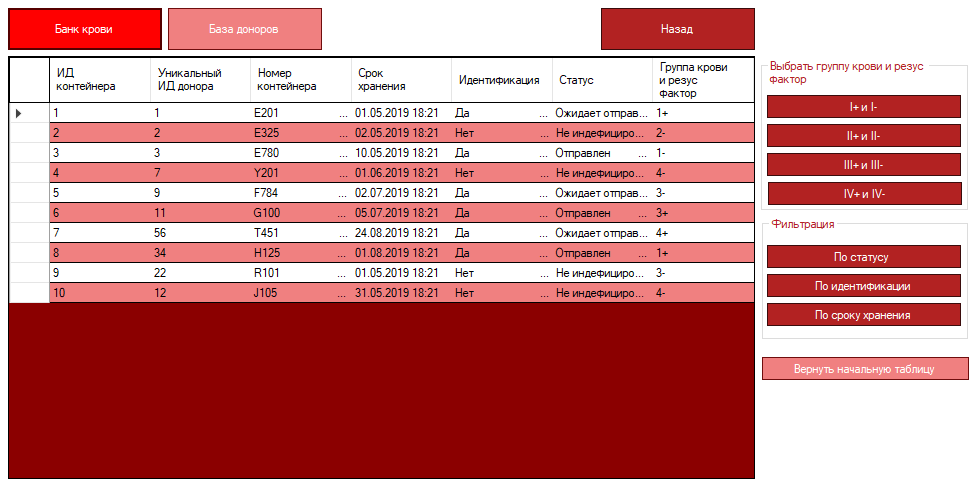 Банк крови
База доноров
Назад
ИД контейнера
Уникальный ИД донора
Номер контейнера
Срок хранения
Идентификация
Статус
Группа крови и резус фактор
1 1 E201 ... 01.05.2019 18:21 Да ... Ожидает отправ... 1+
2 2 E325 ... 02.05.2019 18:21 Нет ... Не индефициро... 2-
3 3 E780 ... 10.05.2019 18:21 Да ... Отправлен ... 1-
4 7 Y201 ... 01.06.2019 18:21 Нет ... Не индефициро... 4-
5 9 F784 ... 02.07.2019 18:21 Да ... Ожидает отправ... 3-
6 11 G100 ... 05.07.2019 18:21 Да ... Отправлен ... 3+
7 56 T451 ... 24.08.2019 18:21 Да ... Ожидает отправ... 4+
8 34 H125 ... 01.08.2019 18:21 Да ... Отправлен ... 1+
9 22 R101 ... 01.05.2019 18:21 Нет ... Не индефициро... 3-
10 12 J105 ... 31.05.2019 18:21 Нет ... Не индефициро... 4-
Выбрать группу крови и резус
фактор
I+ и I-
II+ и II-
III+ и III-
IV+ и IV-
Фильтрация
По статусу
По идентификации
По сроку хранения
Вернуть начальную таблицу